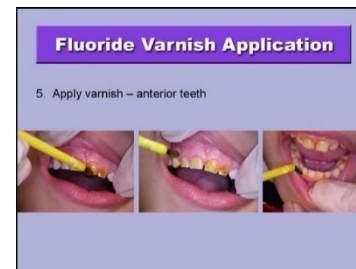 Fluoride Varnish Application
5. Apply varnish – anterior teeth